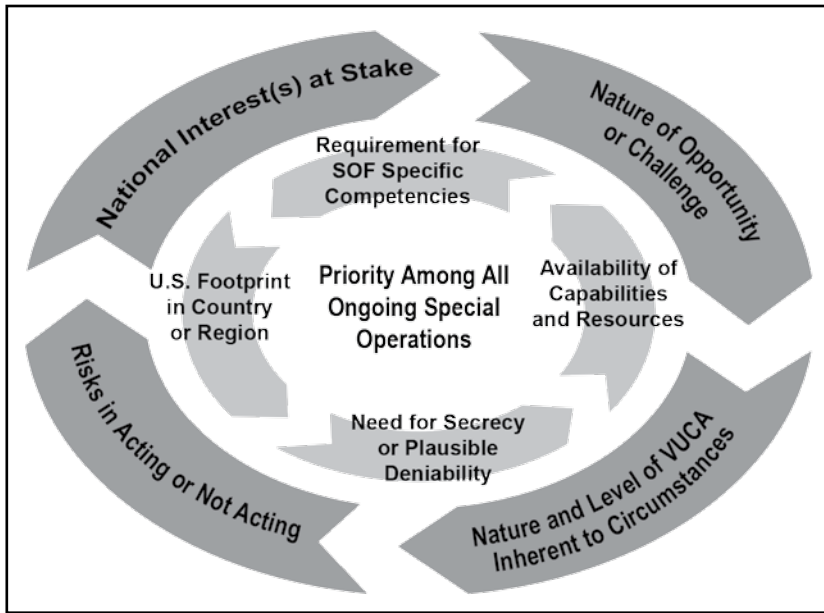 National Interest(s) at Stake
Nature of Opportunity
or Challenge
Nature and Level of VUCA
Inherent to Circumstances
Risks in Acting or Not Acting
Requirement for
SOF Specific
Competencies
Availability of
Capabilities
and Resources
Need for Secrecy
or Plausible
Deniability
U.S. Footprint
in Country
or Region
Priority Among All
Ongoing Special
Operations